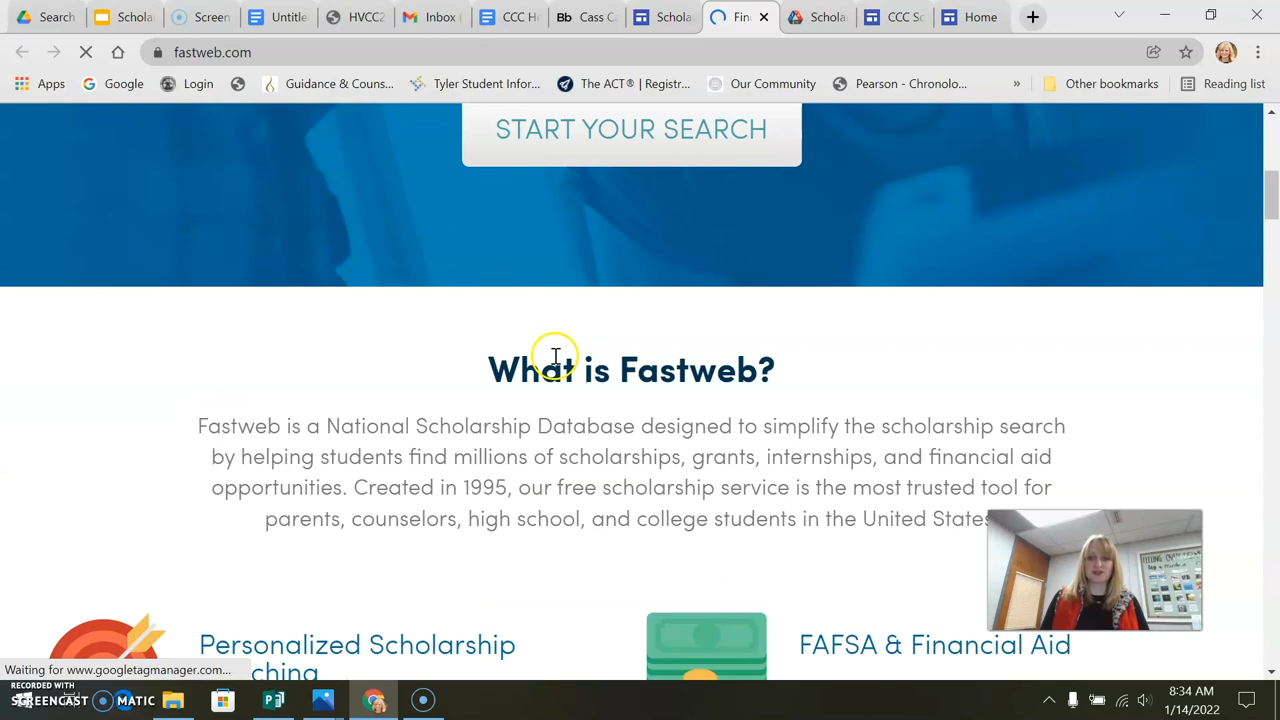 Search
Schola
Screen
Untitle
HVCC2
Inbox (
CCC H
Bb Cass C
Schola
Fin
Schola
CCC Sc
Home
fastweb.com
Apps
Google
Login
Guidance & Couns...
Tyler Student Infor...
The ACT® | Registr...
Our Community
Pearson - Chronolo...
»
Other bookmarks
Reading list
START YOUR SEARCH
What is Fastweb?
Fastweb is a National Scholarship Database designed to simplify the scholarship search
by helping students find millions of scholarships, grants, internships, and financial aid
opportunities. Created in 1995, our free scholarship service is the most trusted tool for
parents, counselors, high school, and college students in the United States
Personalized Scholarship
ching
FAFSA & Financial Aid
Waiting for www.googletagmanager.com...
RECORDED WITH
SCREENCAST MATIC
8:34 AM
1/14/2022